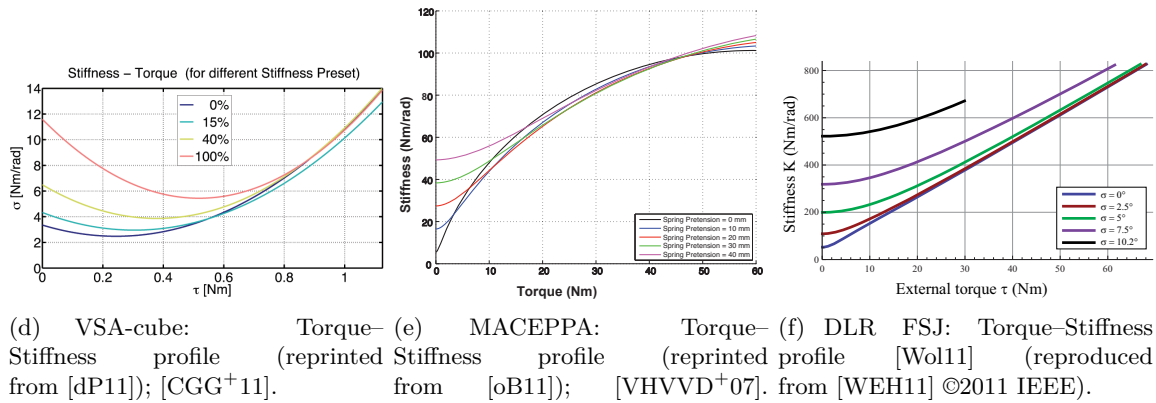 Stiffness – Torque (for different Stiffness Preset)
14
12
10
8
6
4
2
0
σ [Nm/rad]
0%
15%
40%
100%
0
0.2
0.4
0.6
0.8
1
τ [Nm]
120
100
80
60
40
20
0
Stiffness (Nm/rad)
Spring Pretension = 0 mm
Spring Pretension = 10 mm
Spring Pretension = 20 mm
Spring Pretension = 30 mm
Spring Pretension = 40 mm
0
10
20
30
40
50
60
Torque (Nm)
800
600
400
200
0
Stiffness K (Nm/rad)
σ = 0°
σ = 2.5°
σ = 5°
σ = 7.5°
σ = 10.2°
0
10
20
30
40
50
60
External torque τ (Nm)
(d) VSA-cube: Torque–
Stiffness profile (reprinted
from [dP11]); [CGG+11].
(e) MACEPPA: Torque–
Stiffness profile (reprinted
from [oB11]); [VHVVD+07].
(f) DLR FSJ: Torque–Stiffness
profile [Wol11] (reproduced
from [WEH11] ©2011 IEEE).